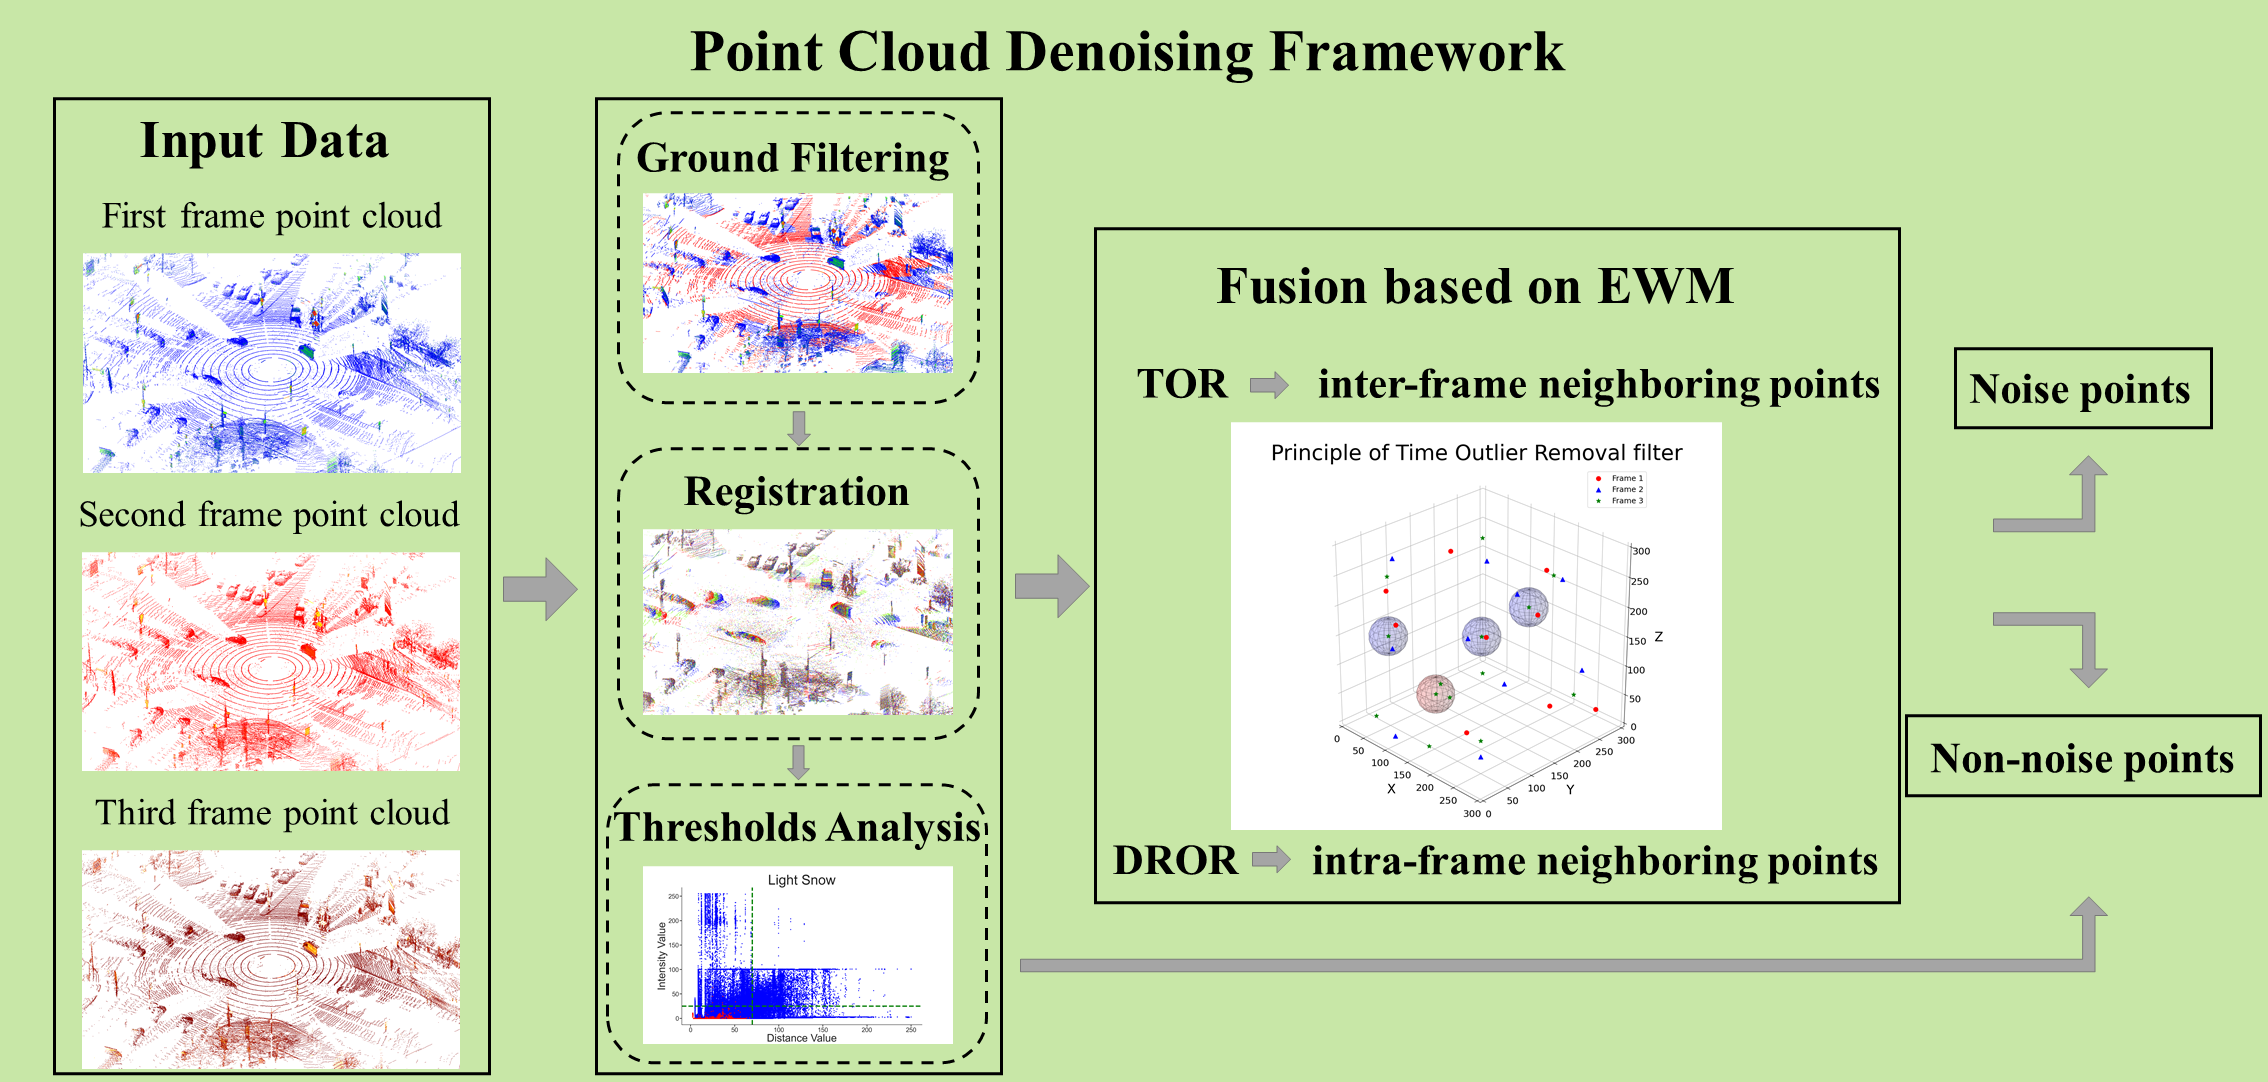 Point Cloud Denoising Framework
Input Data
First frame point cloud
Second frame point cloud
Third frame point cloud
Ground Filtering
Registration
Thresholds Analysis
Light Snow
Intensity Value
250
200
150
100
50
0
0 50 100 150 200 250
Distance Value
Fusion based on EWM
TOR inter-frame neighboring points
Principle of Time Outlier Removal filter
Frame 1
Frame 2
Frame 3
300
250
200
150
100
50
0
Z
0 50 100 150 200 250 300
X
0 50 100 150 200 250 300
Y
DROR intra-frame neighboring points
Noise points
Non-noise points